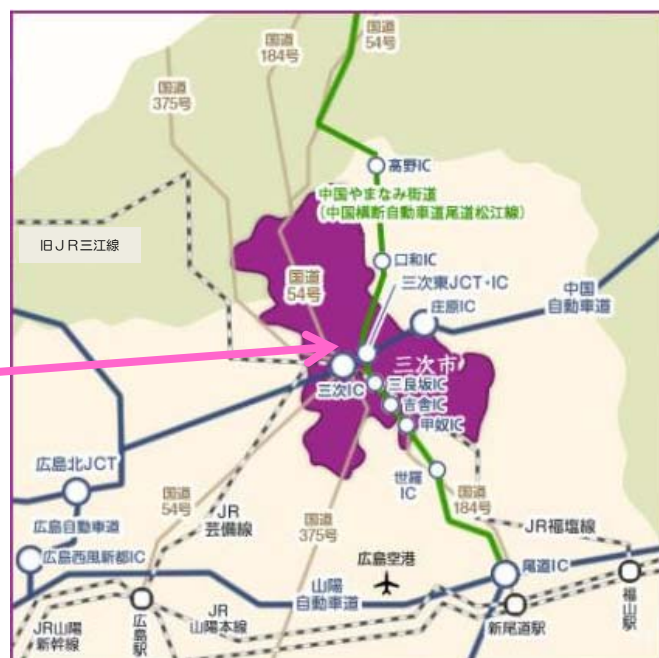 国道
54号
国道
184号
国道
375号
高野IC
中国やまなみ街道
(中国横断自動車道尾道松江線)
旧JR三江線
口和IC
国道
54号
三次東JCT・IC
中国
自動車道
庄原IC
三次市
三次IC
三良坂IC
吉舎IC
甲奴IC
広島北JCT
世羅
IC
国道
54号
JR
芸備線
国道
375号
国道
184号
広島自動車道
JR福塩線
広島西風新都IC
広島空港
山陽
自動車道
尾道IC
JR山陽
新幹線
広島駅
JR
山陽本線
新尾道駅
福山駅